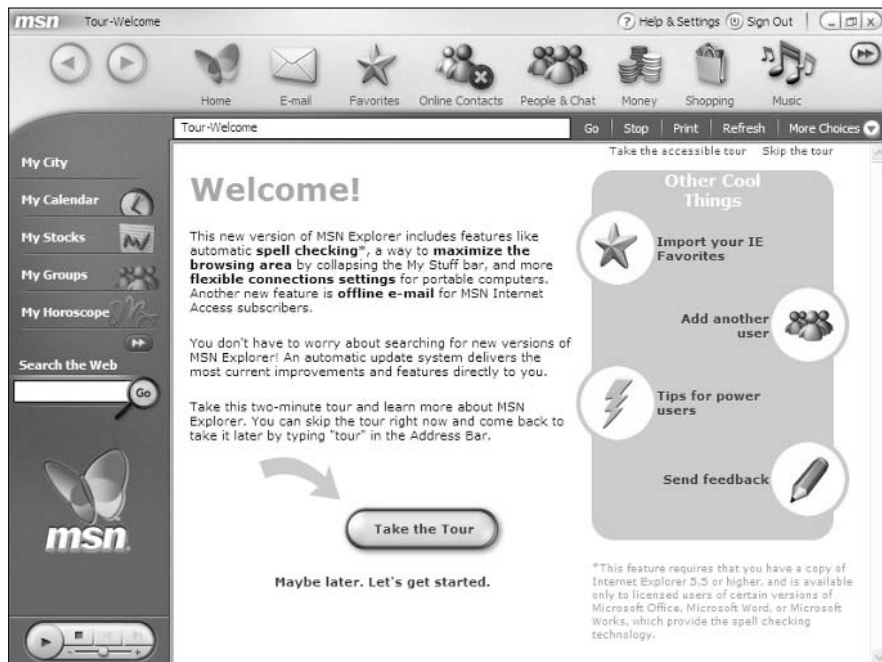 msn Tour-Welcome
? Help & Settings Sign Out
Home E-mail Favorites Online Contacts People & Chat Money Shopping Music
Tour-Welcome Go Stop Print Refresh More Choices
Take the accessible tour Skip the tour
My City
My Calendar
My Stocks
My Groups
My Horoscope
Search the Web
Go
msn
Welcome!
This new version of MSN Explorer includes features like
automatic spell checking*, a way to maximize the
browsing area by collapsing the My Stuff bar, and more
flexible connections settings for portable computers.
Another new feature is offline e-mail for MSN Internet
Access subscribers.
You don't have to worry about searching for new versions of
MSN Explorer! An automatic update system delivers the
most current improvements and features directly to you.
Take this two-minute tour and learn more about MSN
Explorer. You can skip the tour right now and come back to
take it later by typing "tour" in the Address Bar.
Take the Tour
Maybe later. Let's get started.
Other Cool
Things
Import your IE
Favorites
Add another
user
Tips for power
users
Send feedback
*This feature requires that you have a copy of
Internet Explorer 5.5 or higher, and is available
only to licensed users of certain versions of
Microsoft Office, Microsoft Word, or Microsoft
Works, which provide the spell checking
technology.